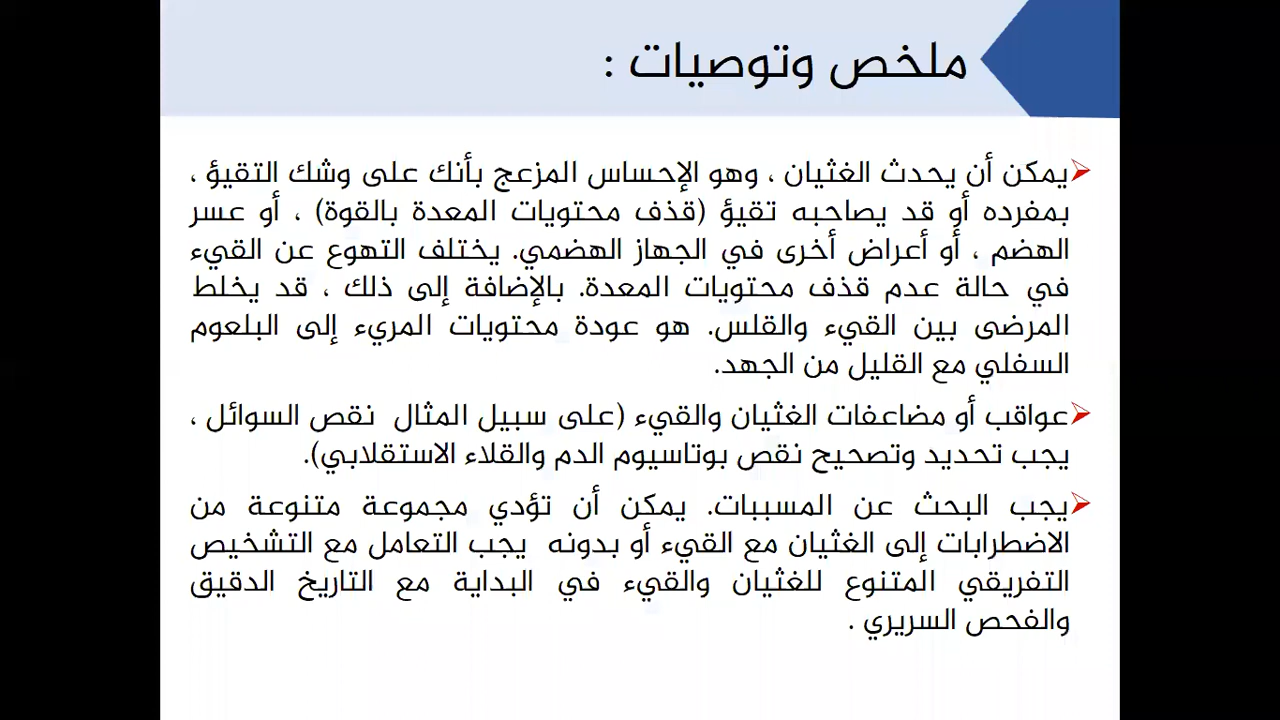 ملخص وتوصيات :
يمكن أن يحدث الغثيان ، وهو الإحساس المزعج بأنك على وشك التقيؤ ،
بمفرده أو قد يصاحبه تقيؤ (قذف محتويات المعدة بالقوة) ، أو عسر
الهضم ، أو أعراض أخرى في الجهاز الهضمي. يختلف التهوع عن القيء
في حالة عدم قذف محتويات المعدة. بالإضافة إلى ذلك ، قد يخلط
المرضى بين القيء والقلس. هو عودة محتويات المريء إلى البلعوم
السفلي مع القليل من الجهد.
عواقب أو مضاعفات الغثيان والقيء (على سبيل المثال نقص السوائل ،
يجب تحديد وتصحيح نقص بوتاسيوم الدم والقلاء الاستقلابي).
يجب البحث عن المسببات. يمكن أن تؤدي مجموعة متنوعة من
الاضطرابات إلى الغثيان مع القيء أو بدونه يجب التعامل مع التشخيص
التفريقي المتنوع للغثيان والقيء في البداية مع التاريخ الدقيق
والفحص السريري .